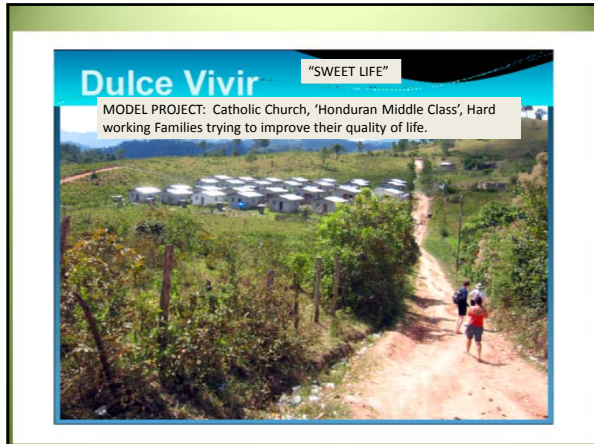 Dulce Vivir
"SWEET LIFE"
MODEL PROJECT: Catholic Church, 'Honduran Middle Class', Hard
working Families trying to improve their quality of life.